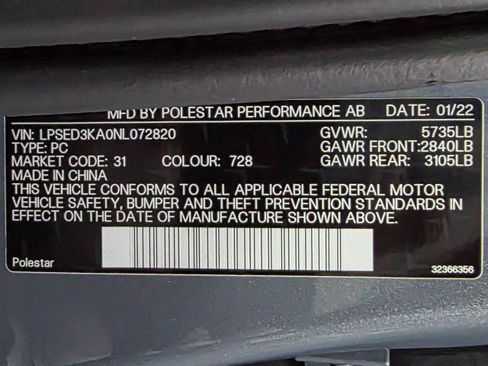 MFD BY POLESTAR PERFORMANCE AB DATE: 01/22
VIN: LPSED3KA0NL072820 GVWR: 5735LB
TYPE: PC GAWR FRONT: 2840LB
MARKET CODE: 31 COLOUR: 728 GAWR REAR: 3105LB
MADE IN CHINA
THIS VEHICLE CONFORMS TO ALL APPLICABLE FEDERAL MOTOR
VEHICLE SAFETY, BUMPER AND THEFT PREVENTION STANDARDS IN
EFFECT ON THE DATE OF MANUFACTURE SHOWN ABOVE.
Polestar 32366356